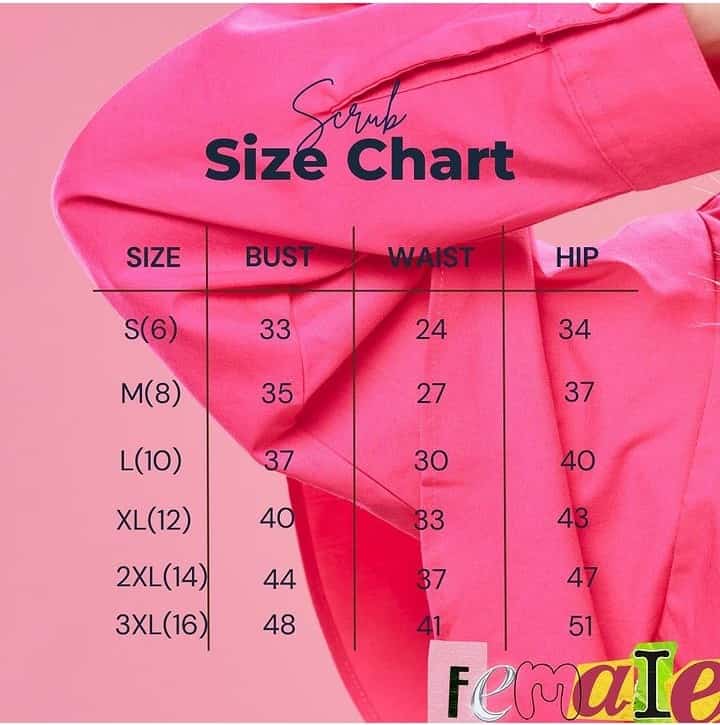 Scrub
Size Chart
SIZE BUST WAIST HIP
S(6) 33 24 34
M(8) 35 27 37
L(10) 37 30 40
XL(12) 40 33 43
2XL(14) 44 37 47
3XL(16) 48 41 51
FemaIe